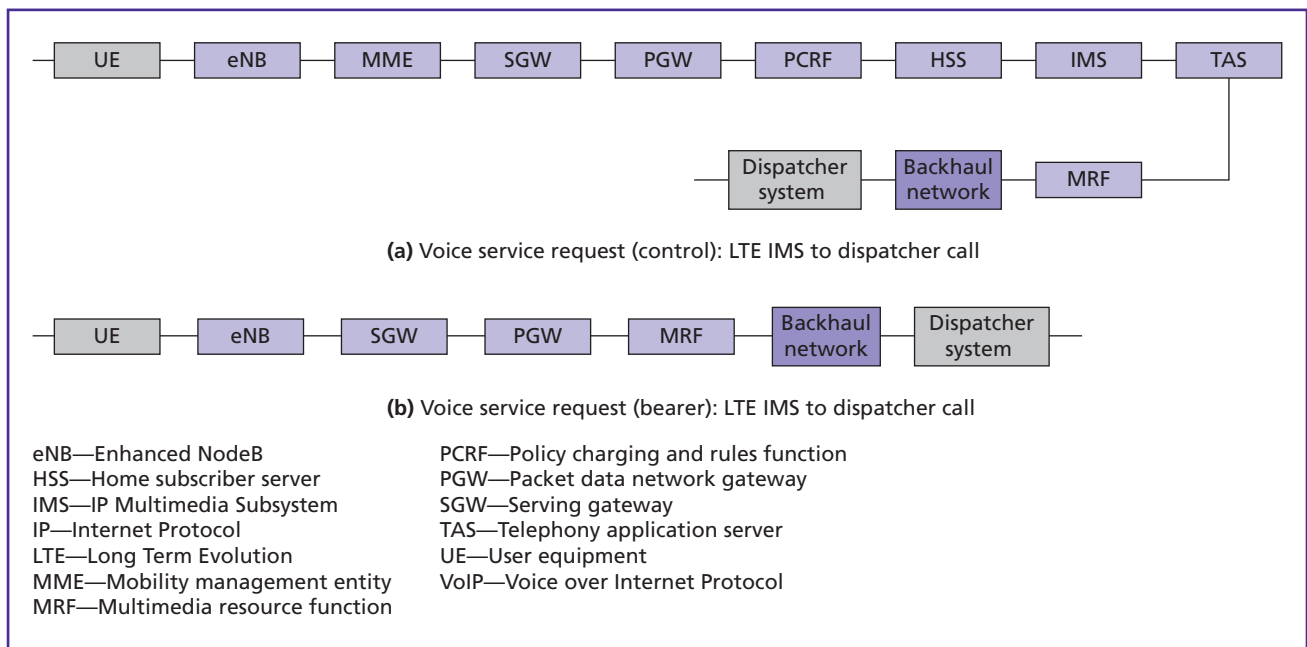 UE
eNB
MME
SGW
PGW
PCRF
HSS
IMS
TAS
Dispatcher
system
Backhaul
network
MRF
(a) Voice service request (control): LTE IMS to dispatcher call
UE
eNB
SGW
PGW
MRF
Backhaul
network
Dispatcher
system
(b) Voice service request (bearer): LTE IMS to dispatcher call
eNB—Enhanced NodeB
HSS—Home subscriber server
IMS—IP Multimedia Subsystem
IP—Internet Protocol
LTE—Long Term Evolution
MME—Mobility management entity
MRF—Multimedia resource function
PCRF—Policy charging and rules function
PGW—Packet data network gateway
SGW—Serving gateway
TAS—Telephony application server
UE—User equipment
VoIP—Voice over Internet Protocol